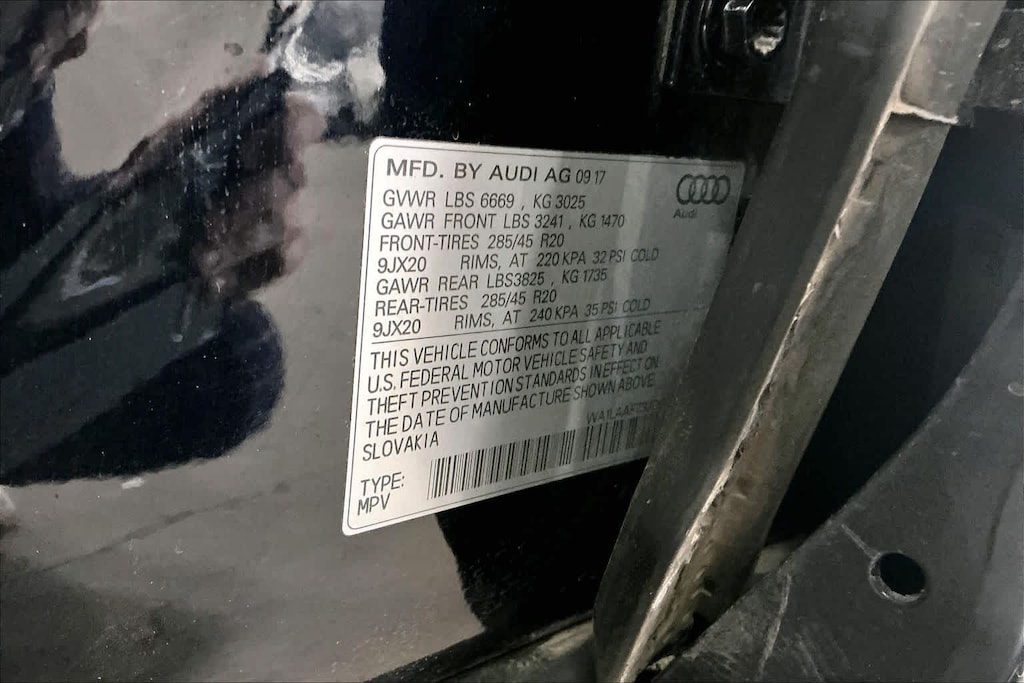 MFD. BY AUDI AG 09 17
Audi
GVWR LBS 6669 , KG 3025
GAWR FRONT LBS 3241 , KG 1470
FRONT-TIRES 285/45 R20
9JX20 RIMS, AT 220 KPA 32 PSI COLD
GAWR REAR LBS3825 , KG 1735
REAR-TIRES 285/45 R20
9JX20 RIMS, AT 240 KPA 35 PSI COLD
THIS VEHICLE CONFORMS TO ALL APPLICABLE
U.S. FEDERAL MOTOR VEHICLE SAFETY AND
THEFT PREVENTION STANDARDS IN EFFECT ON
THE DATE OF MANUFACTURE SHOWN ABOVE
SLOVAKIA
TYPE:
MPV